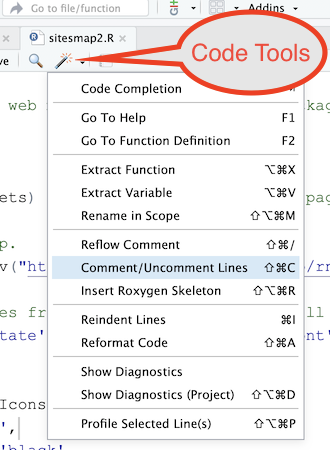 Go to file/function
Addins
sitesmap2.R
ve
Code Tools
web
kag
Code Completion
Go To Help F1
Go To Function Definition F2
Extract Function ⌥⌘X
ets)
Extract Variable ⌥⌘V
pag
Rename in Scope ⇧⌥⌘M
p.
Reflow Comment ⇧⌘/
v("ht
Comment/Uncomment Lines ⇧⌘C
/rn
Insert Roxygen Skeleton ⇧⌥⌘R
es fr
ll
Reindent Lines ⌘I
tate'
nt'
Reformat Code ⇧⌘A
Show Diagnostics
Show Diagnostics (Project) ⇧⌥⌘D
Icons
Profile Selected Line(s) ⇧⌥⌘P
',
'black'